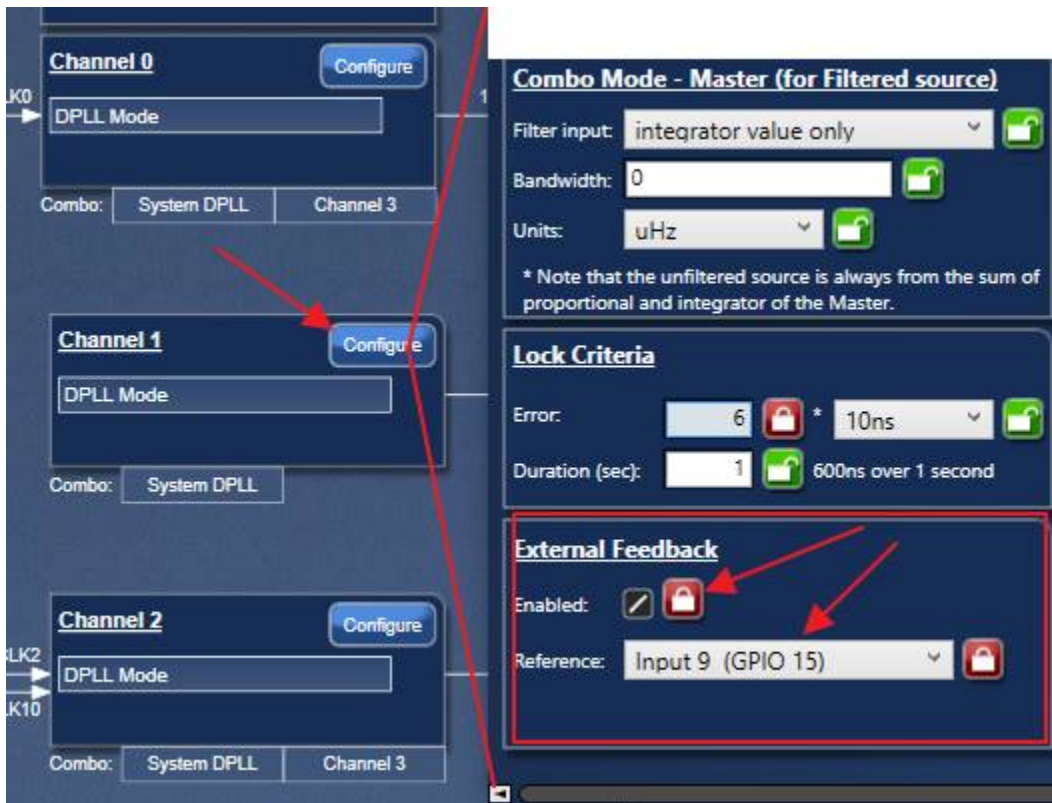 Channel 0
Configure
LK0
DPLL Mode
1
Combo:
System DPLL
Channel 3
Channel 1
Configure
DPLL Mode
Combo:
System DPLL
Channel 2
Configure
CLK2
DPLL Mode
LK10
Combo:
System DPLL
Channel 3
Combo Mode - Master (for Filtered source)
Filter input: integrator value only
Bandwidth: 0
Units: uHz
* Note that the unfiltered source is always from the sum of
proportional and integrator of the Master.
Lock Criteria
Error: 6 * 10ns
Duration (sec): 1 600ns over 1 second
External Feedback
Enabled:
Reference: Input 9 (GPIO 15)